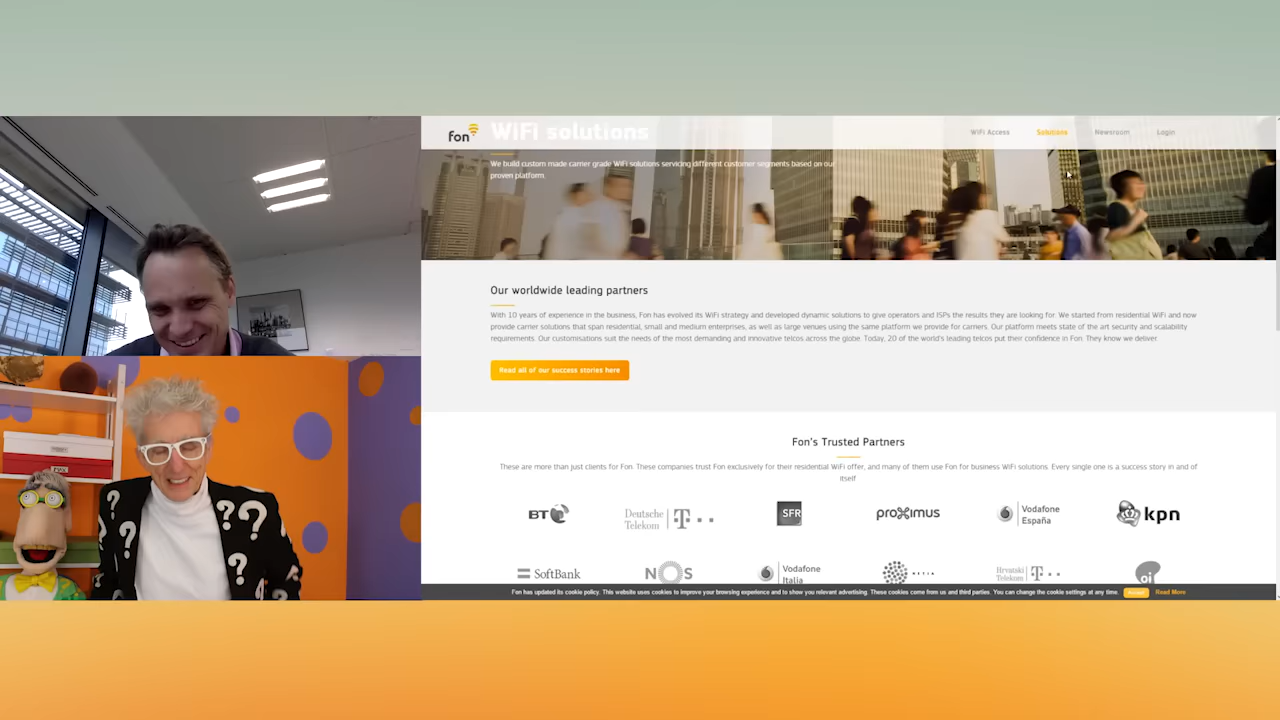 fon
WiFi solutions
WiFi Access
Solutions
Newsroom
Login
We build custom made carrier grade WiFi solutions servicing different customer segments based on our
proven platform.
Our worldwide leading partners
With 10 years of experience in the business, Fon has evolved its WiFi strategy and developed dynamic solutions to give operators and ISPs the results they are looking for. We started from residential WiFi and now
provide carrier solutions that span residential, small and medium enterprises, as well as large venues using the same platform we provide for carriers. Our platform meets state of the art security and scalability
requirements. Our customisations suit the needs of the most demanding and innovative telcos across the globe. Today, 20 of the world's leading telcos put their confidence in Fon. They know we deliver.
Read all of our success stories here
Fon's Trusted Partners
These are more than just clients for Fon. These companies trust Fon exclusively for their residential WiFi offer, and many of them use Fon for business WiFi solutions. Every single one is a success story in and of
itself
BT
Deutsche
Telekom
T
SFR
proximus
Vodafone
España
kpn
SoftBank
NOS
Vodafone
Italia
NETIA
Hrvatski
Telekom
T
oi
Fon has updated its cookie policy. This website uses cookies to improve your browsing experience and to show you relevant advertising. These cookies come from us and third parties. You can change the cookie settings at any time.
Accept
Read More
? ? ? ? ?